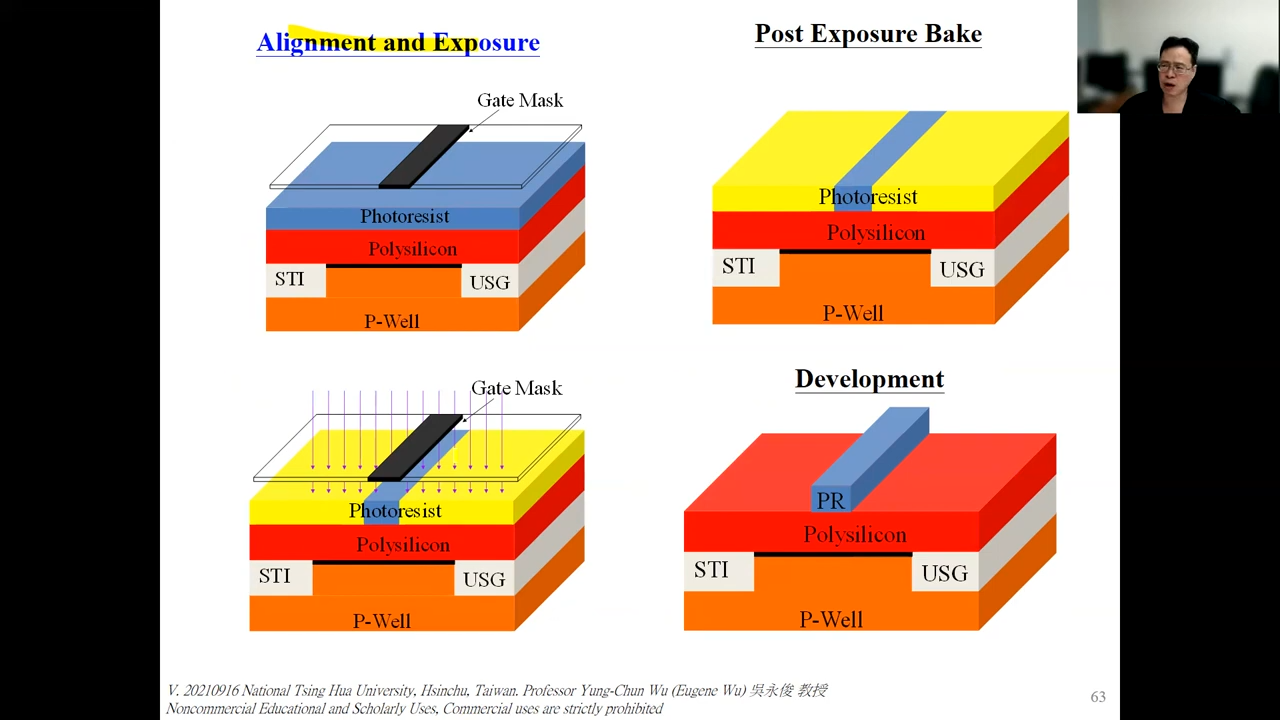 Alignment and Exposure
Gate Mask
Photoresist
Polysilicon
STI
USG
P-Well
Post Exposure Bake
Photoresist
Polysilicon
STI
USG
P-Well
Gate Mask
Photoresist
Polysilicon
STI
USG
P-Well
Development
PR
Polysilicon
STI
USG
P-Well
V. 20210916 National Tsing Hua University, Hsinchu, Taiwan. Professor Yung-Chun Wu (Eugene Wu) 吳永俊 教授
Noncommercial Educational and Scholarly Uses, Commercial uses are strictly prohibited
63